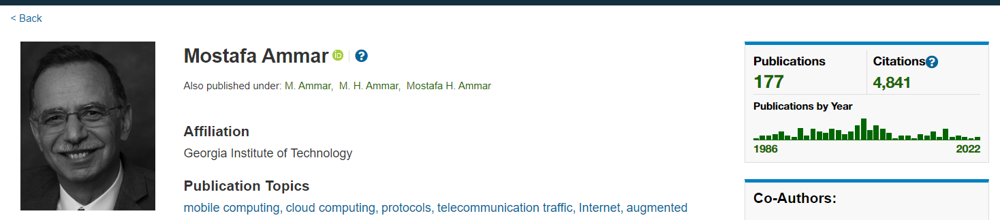 < Back
Mostafa Ammar iD ?
Also published under: M. Ammar, M. H. Ammar, Mostafa H. Ammar
Affiliation
Georgia Institute of Technology
Publication Topics
mobile computing, cloud computing, protocols, telecommunication traffic, Internet, augmented
Publications
177
Citations?
4,841
Publications by Year
1986
2022
Co-Authors: